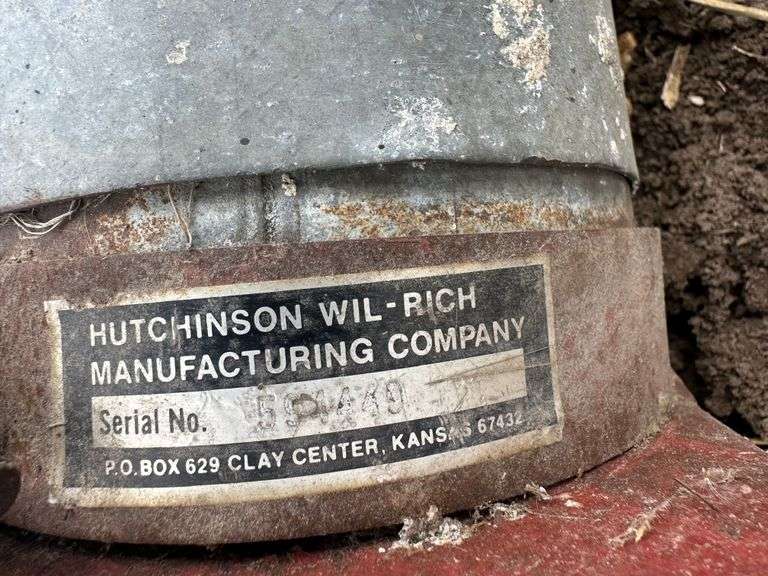 HUTCHINSON WIL-RICH
MANUFACTURING COMPANY
Serial No.
P.O. BOX 629 CLAY CENTER, KANSAS 67432